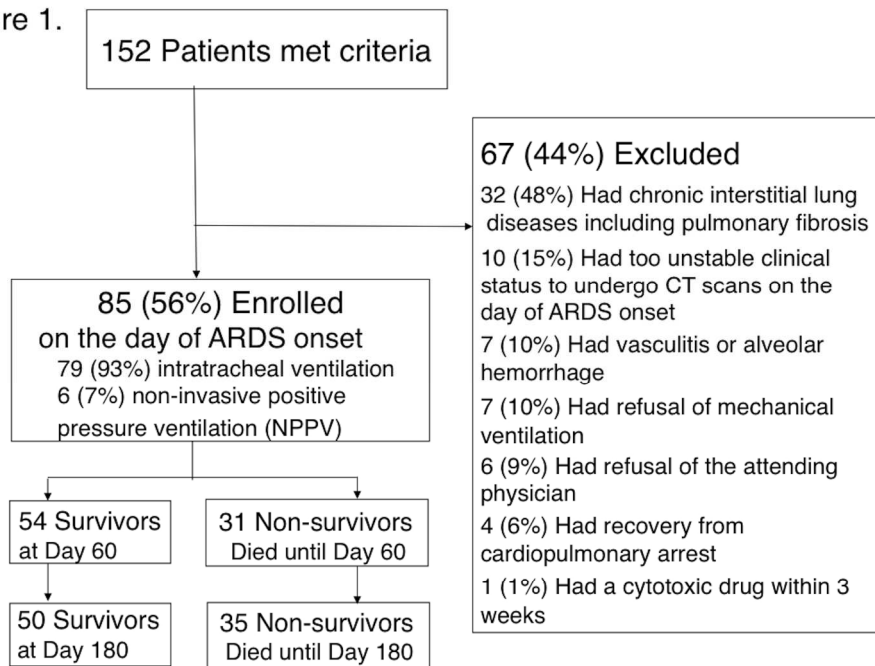 re 1.
152 Patients met criteria
67 (44%) Excluded
32 (48%) Had chronic interstitial lung
diseases including pulmonary fibrosis
10 (15%) Had too unstable clinical
status to undergo CT scans on the
day of ARDS onset
7 (10%) Had vasculitis or alveolar
hemorrhage
7 (10%) Had refusal of mechanical
ventilation
6 (9%) Had refusal of the attending
physician
4 (6%) Had recovery from
cardiopulmonary arrest
1 (1%) Had a cytotoxic drug within 3
weeks
85 (56%) Enrolled
on the day of ARDS onset
79 (93%) intratracheal ventilation
6 (7%) non-invasive positive
pressure ventilation (NPPV)
54 Survivors
at Day 60
31 Non-survivors
Died until Day 60
50 Survivors
at Day 180
35 Non-survivors
Died until Day 180